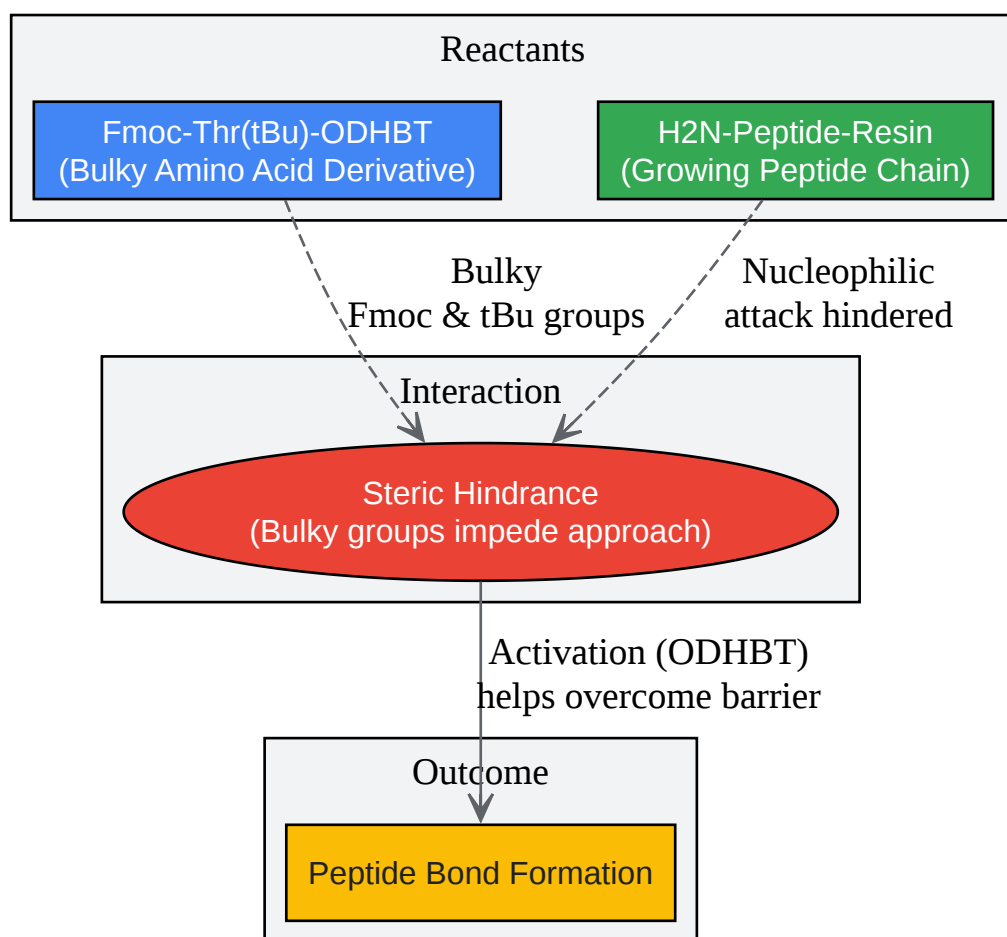 Reactants
Fmoc-Thr(tBu)-ODHBT
(Bulky Amino Acid Derivative)
H2N-Peptide-Resin
(Growing Peptide Chain)
Bulky
Fmoc & tBu groups
Nucleophilic
attack hindered
Interaction
Steric Hindrance
(Bulky groups impede approach)
Activation (ODHBT)
helps overcome barrier
Outcome
Peptide Bond Formation